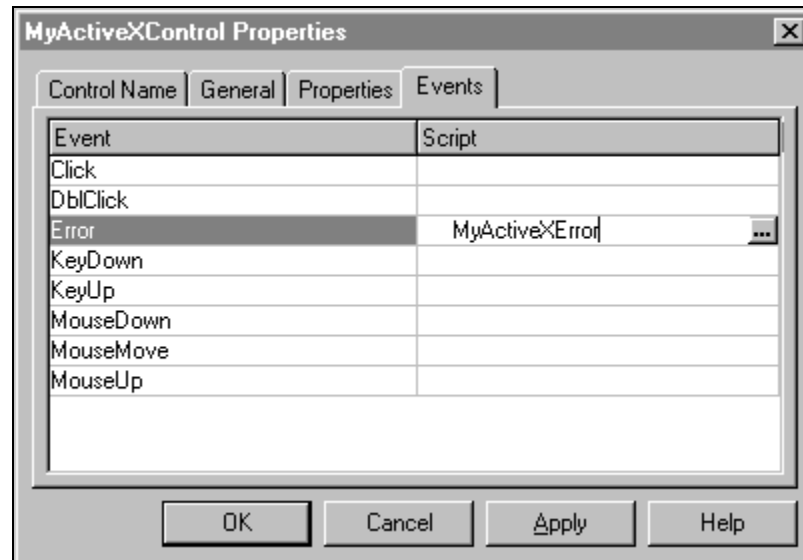 MyActiveXControl Properties
Control Name General Properties Events
Event Script
Click
DblClick
Error MyActiveXError ...
KeyDown
KeyUp
MouseDown
MouseMove
MouseUp
OK Cancel Apply Help